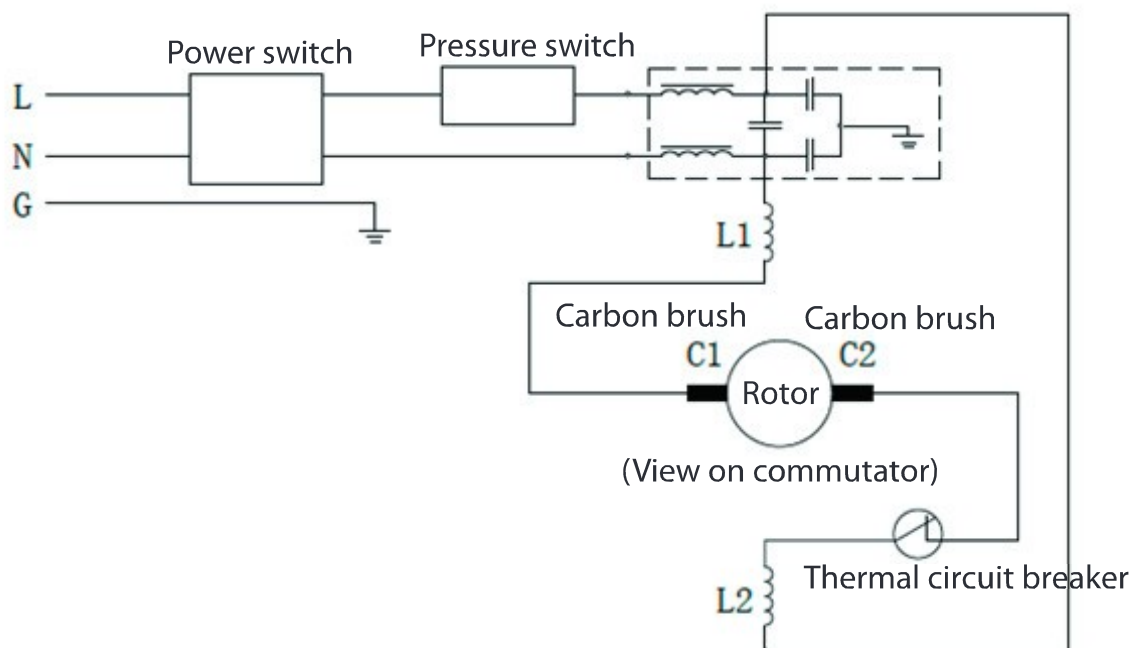 Power switch
Pressure switch
L
N
G
L1
Carbon brush
Carbon brush
C1
C2
Rotor
(View on commutator)
Thermal circuit breaker
L2